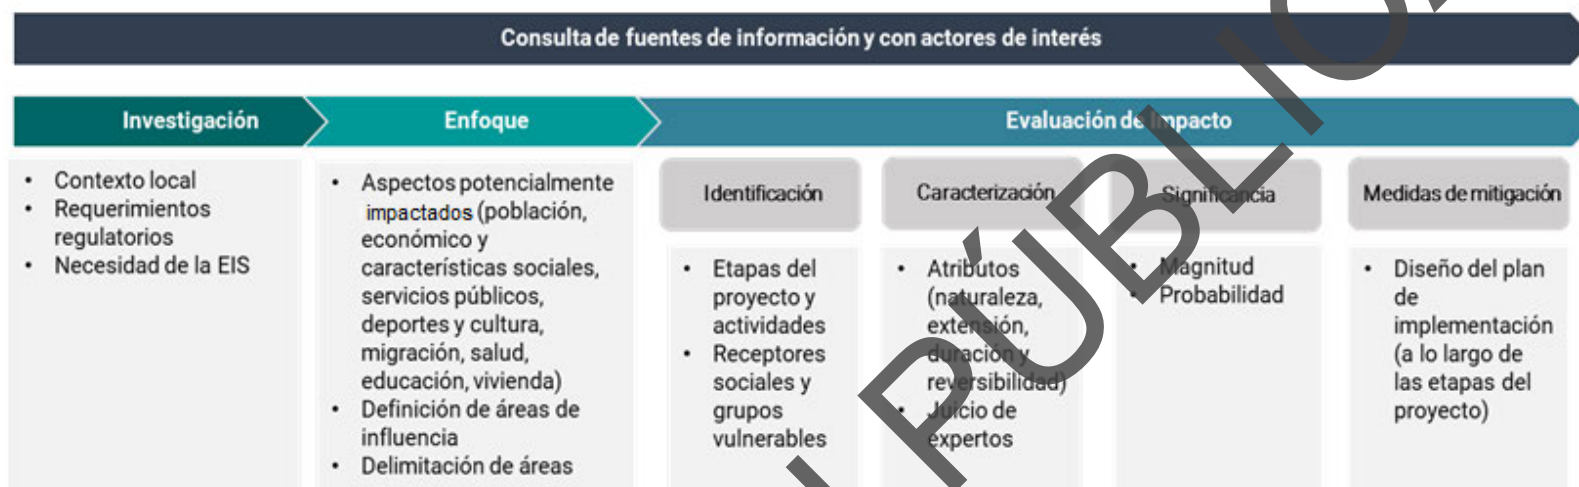 Consulta de fuentes de información y con actores de interés
Investigación
Enfoque
Evaluación de Impacto
• Contexto local
• Requerimientos
regulatorios
• Necesidad de la EIS
• Aspectos potencialmente
impactados (población,
económico y
características sociales,
servicios públicos,
deportes y cultura,
migración, salud,
educación, vivienda)
• Definición de áreas de
influencia
• Delimitación de áreas
Identificación
• Etapas del
proyecto y
actividades
• Receptores
sociales y
grupos
vulnerables
Caracterización
• Atributos
(naturaleza,
extensión,
duración y
reversibilidad)
• Juicio de
expertos
Significancia
• Magnitud
• Probabilidad
Medidas de mitigación
• Diseño del plan
de
implementación
(a lo largo de
las etapas del
proyecto)
PÚBLICA